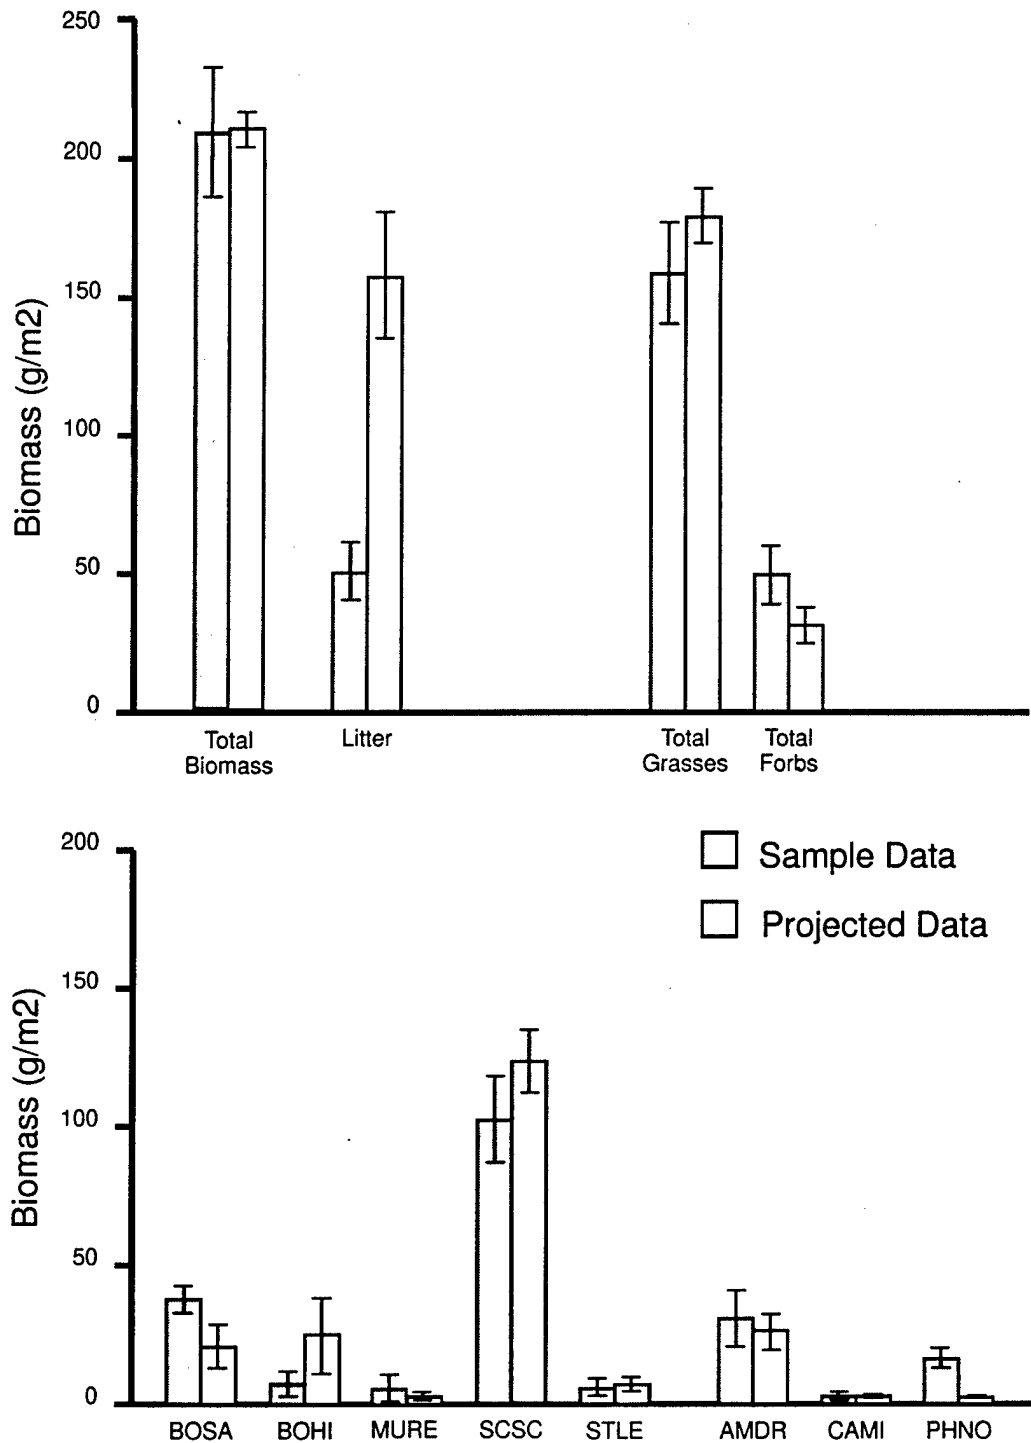 250
200
150
100
50
0
Biomass (g/m2)
Total
Biomass
Litter
Total
Grasses
Total
Forbs
200
150
100
50
0
Biomass (g/m2)
Sample Data
Projected Data
BOSA
BOHI
MURE
SCSC
STLE
AMDR
CAMI
PHNO